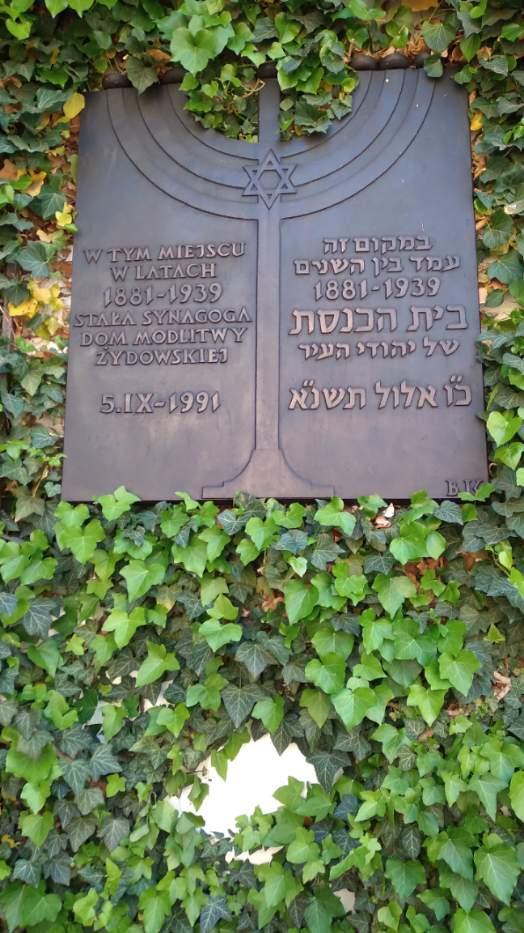 W TYM MIEJSCU
W LATACH
1881-1939
STAŁA SYNAGOGA
DOM MODLITWY
ŻYDOWSKIEJ
5.IX-1991
במקום זה
עמד בין השנים
1881-1939
בית הכנסת
של יהודי העיר
כ"ו אלול תשנ"א